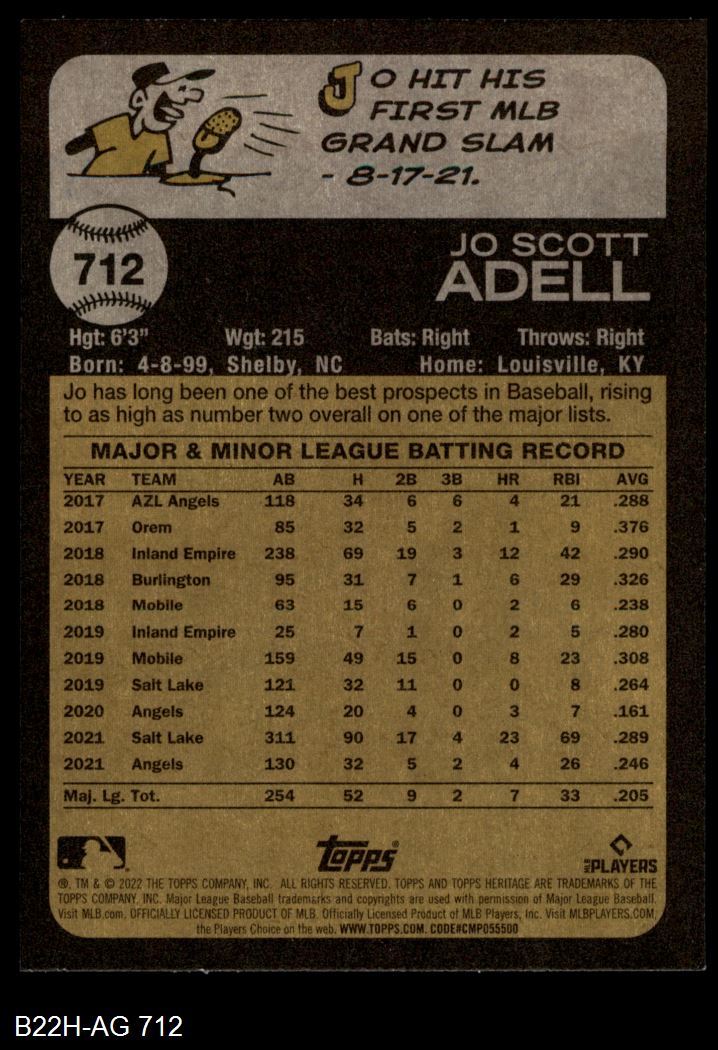 JO HIT HIS
FIRST MLB
GRAND SLAM
- 8-17-21.
712
JO SCOTT
ADELL
Hgt: 6'3" Wgt: 215 Bats: Right Throws: Right
Born: 4-8-99, Shelby, NC Home: Louisville, KY
Jo has long been one of the best prospects in Baseball, rising
to as high as number two overall on one of the major lists.
MAJOR & MINOR LEAGUE BATTING RECORD
YEAR TEAM AB H 2B 3B HR RBI AVG
2017 AZL Angels 118 34 6 6 4 21 .288
2017 Orem 85 32 5 2 1 9 .376
2018 Inland Empire 238 69 19 3 12 42 .290
2018 Burlington 95 31 7 1 6 29 .326
2018 Mobile 63 15 6 0 2 6 .238
2019 Inland Empire 25 7 1 0 2 5 .280
2019 Mobile 159 49 15 0 8 23 .308
2019 Salt Lake 121 32 11 0 0 8 .264
2020 Angels 124 20 4 0 3 7 .161
2021 Salt Lake 311 90 17 4 23 69 .289
2021 Angels 130 32 5 2 4 26 .246
Maj. Lg. Tot. 254 52 9 2 7 33 .205
Topps®
MLB PLAYERS
®, TM & © 2022 THE TOPPS COMPANY, INC. ALL RIGHTS RESERVED. TOPPS AND TOPPS HERITAGE ARE TRADEMARKS OF THE
TOPPS COMPANY, INC. Major League Baseball trademarks and copyrights are used with permission of Major League Baseball.
Visit MLB.com. OFFICIALLY LICENSED PRODUCT OF MLB. Officially Licensed Product of MLB Players, Inc. Visit MLBPLAYERS.COM,
the Players Choice on the web. WWW.TOPPS.COM. CODE#CMP055500
B22H-AG 712